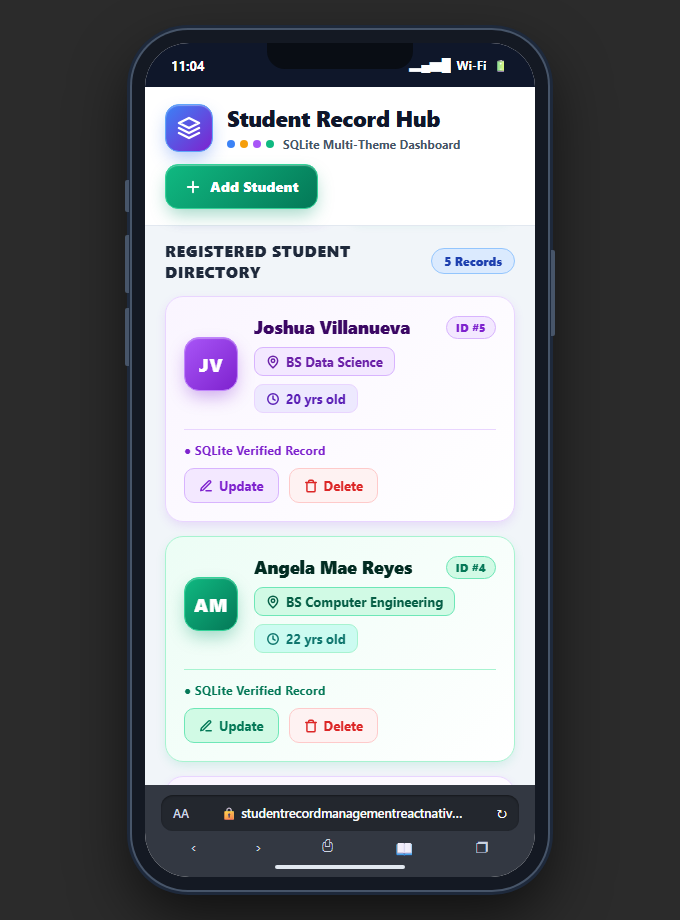 11:04
Wi-Fi
Student Record Hub
SQLite Multi-Theme Dashboard
+ Add Student
REGISTERED STUDENT
DIRECTORY
5 Records
Joshua Villanueva
ID #5
JV
BS Data Science
20 yrs old
• SQLite Verified Record
Update
Delete
Angela Mae Reyes
ID #4
AM
BS Computer Engineering
22 yrs old
• SQLite Verified Record
Update
Delete
AA
studentrecordmanagementreactnativ...